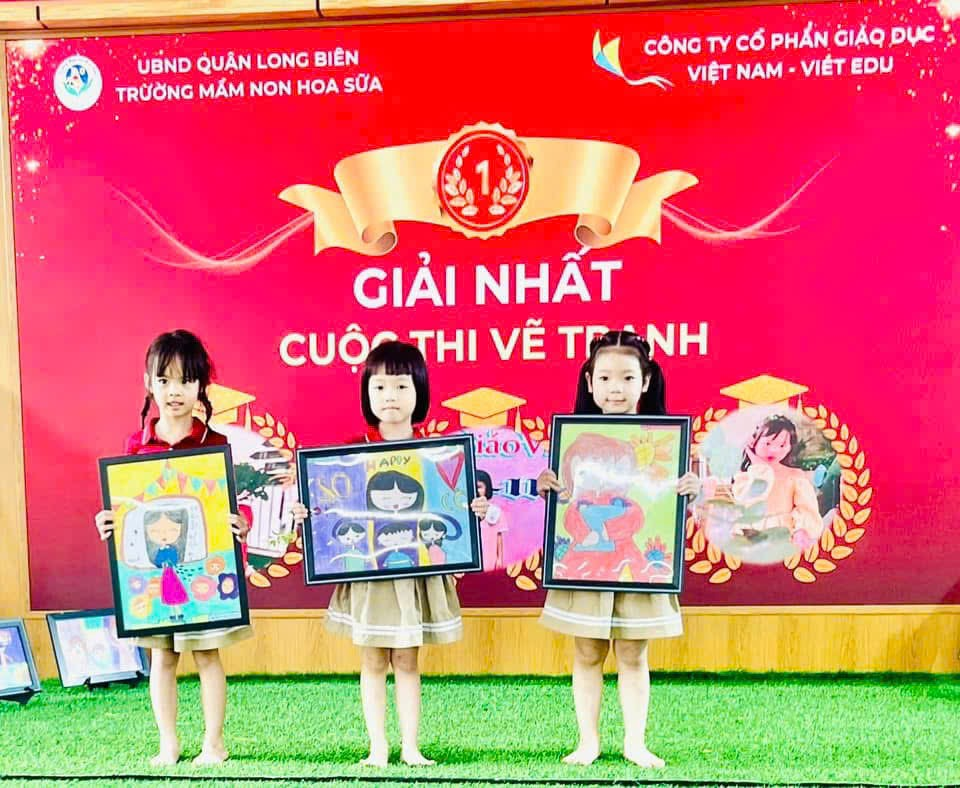 UBND QUẬN LONG BIÊN
TRƯỜNG MẦM NON HOA SỮA
CÔNG TY CỔ PHẦN GIÁO DỤC
VIỆT NAM - VIẾT EDU
1
GIẢI NHẤT
CUỘC THI VẼ TRANH
HAPPY